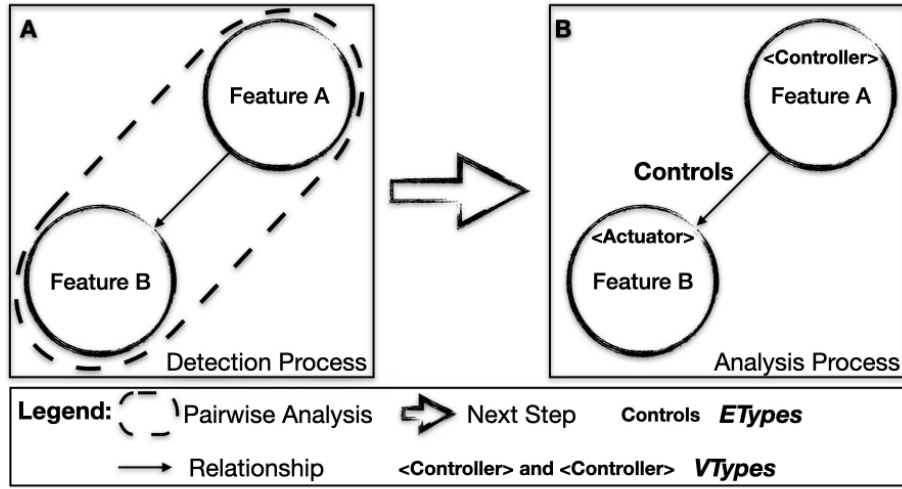 A
Feature A
Feature B
Detection Process
B
<Controller>
Feature A
Controls
<Actuator>
Feature B
Analysis Process
Legend: Pairwise Analysis Next Step Controls ETypes
Relationship <Controller> and <Controller> VTypes